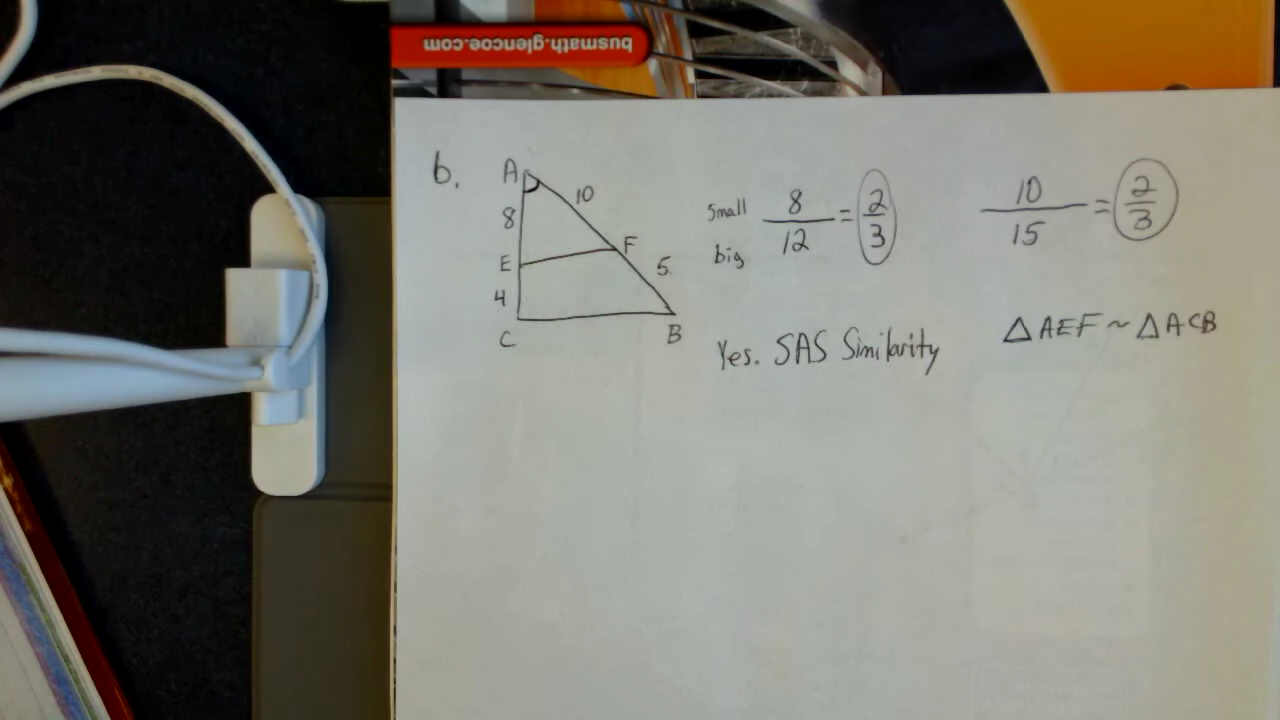 busmath.glencoe.com
b.
A
10
8
E
F
5
4
C
B
Small 8 = 2 10 = 2
big 12 3 15 3
Yes. SAS Similarity △AEF ~ △ACB